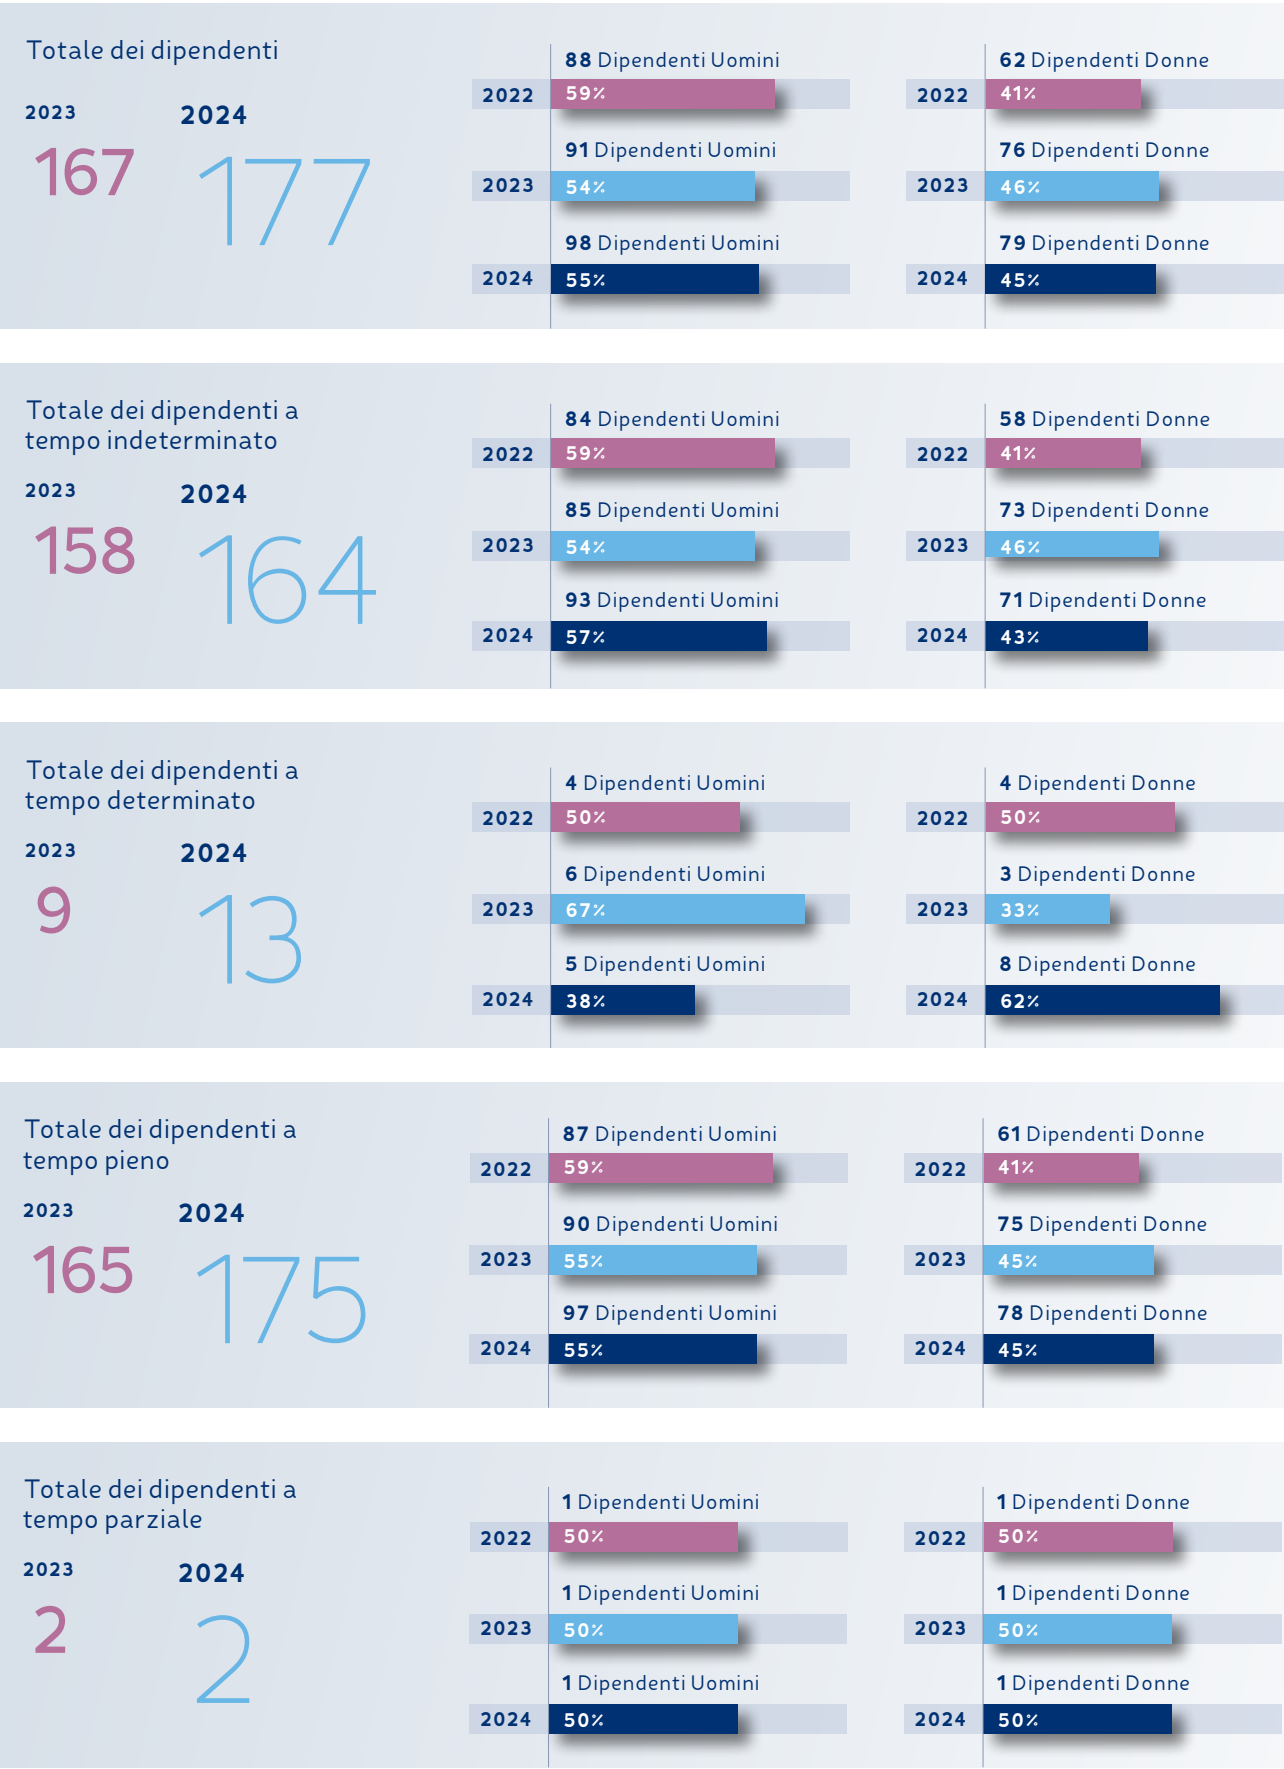 Totale dei dipendenti
2023 2024
167 177
88 Dipendenti Uomini
2022 59%
91 Dipendenti Uomini
2023 54%
98 Dipendenti Uomini
2024 55%
62 Dipendenti Donne
2022 41%
76 Dipendenti Donne
2023 46%
79 Dipendenti Donne
2024 45%
Totale dei dipendenti a
tempo indeterminato
2023 2024
158 164
84 Dipendenti Uomini
2022 59%
85 Dipendenti Uomini
2023 54%
93 Dipendenti Uomini
2024 57%
58 Dipendenti Donne
2022 41%
73 Dipendenti Donne
2023 46%
71 Dipendenti Donne
2024 43%
Totale dei dipendenti a
tempo determinato
2023 2024
9 13
4 Dipendenti Uomini
2022 50%
6 Dipendenti Uomini
2023 67%
5 Dipendenti Uomini
2024 38%
4 Dipendenti Donne
2022 50%
3 Dipendenti Donne
2023 33%
8 Dipendenti Donne
2024 62%
Totale dei dipendenti a
tempo pieno
2023 2024
165 175
87 Dipendenti Uomini
2022 59%
90 Dipendenti Uomini
2023 55%
97 Dipendenti Uomini
2024 55%
61 Dipendenti Donne
2022 41%
75 Dipendenti Donne
2023 45%
78 Dipendenti Donne
2024 45%
Totale dei dipendenti a
tempo parziale
2023 2024
2 2
1 Dipendenti Uomini
2022 50%
1 Dipendenti Uomini
2023 50%
1 Dipendenti Uomini
2024 50%
1 Dipendenti Donne
2022 50%
1 Dipendenti Donne
2023 50%
1 Dipendenti Donne
2024 50%